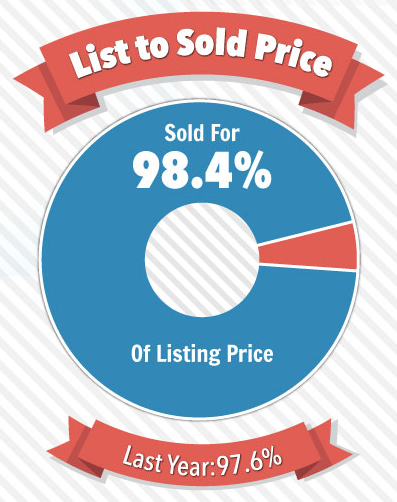 List to Sold Price
Sold For
98.4%
Of Listing Price
Last Year:97.6%